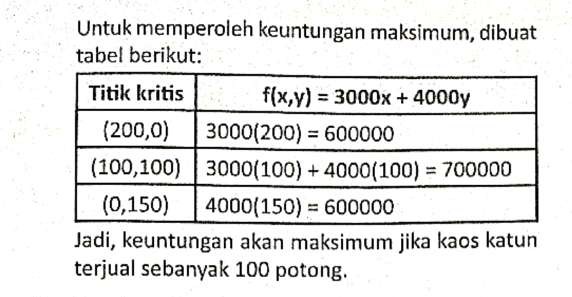 Untuk memperoleh keuntungan maksimum, dibuat
tabel berikut:
Titik kritis f(x,y) = 3000x + 4000y
(200,0) 3000(200) = 600000
(100,100) 3000(100) + 4000(100) = 700000
(0,150) 4000(150) = 600000
Jadi, keuntungan akan maksimum jika kaos katun
terjual sebanyak 100 potong.